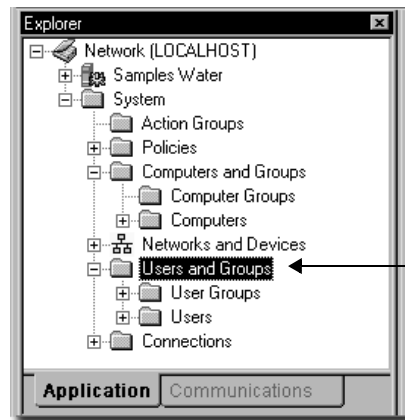 Explorer
Network (LOCALHOST)
Samples Water
System
Action Groups
Policies
Computers and Groups
Computer Groups
Computers
Networks and Devices
Users and Groups
User Groups
Users
Connections
Application Communications